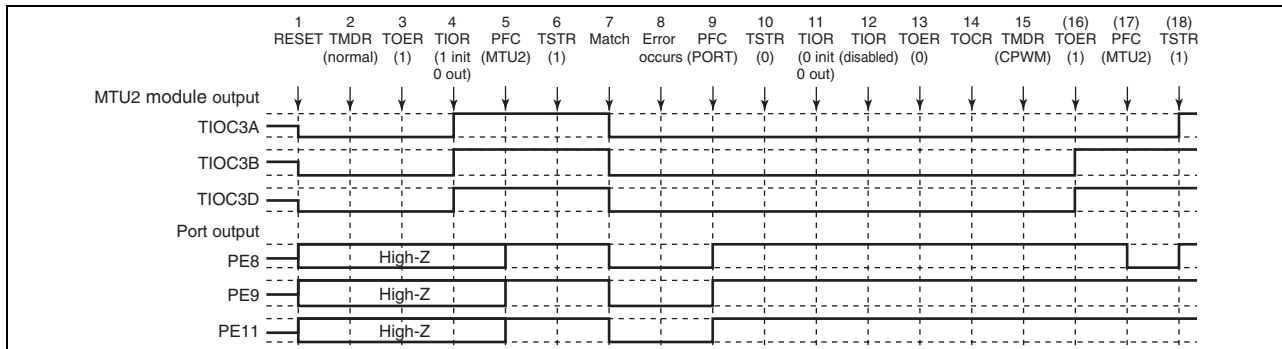 1 2 3 4 5 6 7 8 9 10 11 12 13 14 15 (16) (17) (18)
RESET TMDR TOER TIOR PFC TSTR Match Error PFC TSTR TIOR TIOR TOER TOCR TMDR TOER PFC TSTR
(normal) (1) (1 init (MTU2) (1) occurs (PORT) (0) (0 init (disabled) (0) (CPWM) (1) (MTU2) (1)
0 out) 0 out)
MTU2 module output
TIOC3A
TIOC3B
TIOC3D
Port output
PE8 High-Z
PE9 High-Z
PE11 High-Z